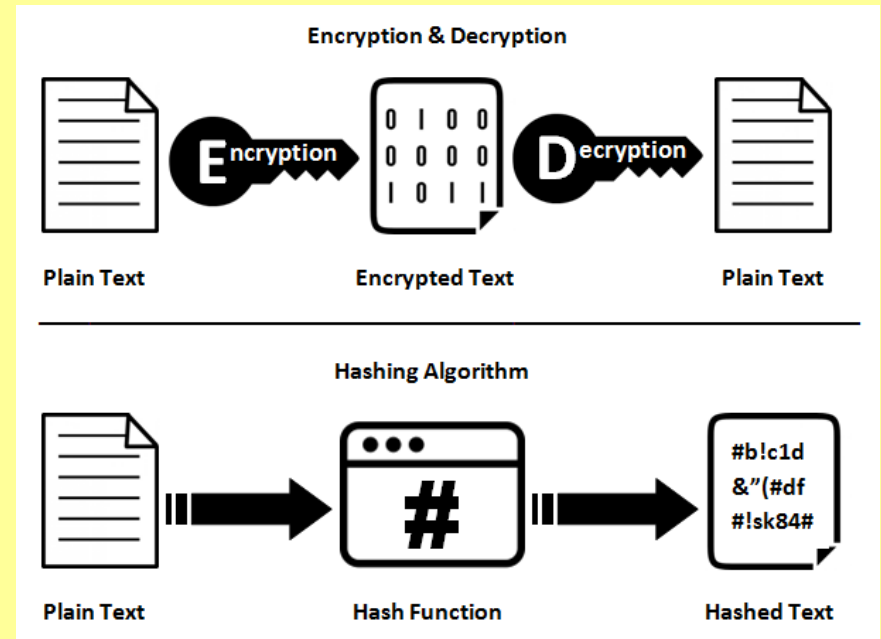 Encryption & Decryption
Encryption
0 1 0 0
0 0 0 0
1 0 1 1
Decryption
Plain Text
Encrypted Text
Plain Text
Hashing Algorithm
#
#b!c1d
&”(#df
#!sk84#
Plain Text
Hash Function
Hashed Text